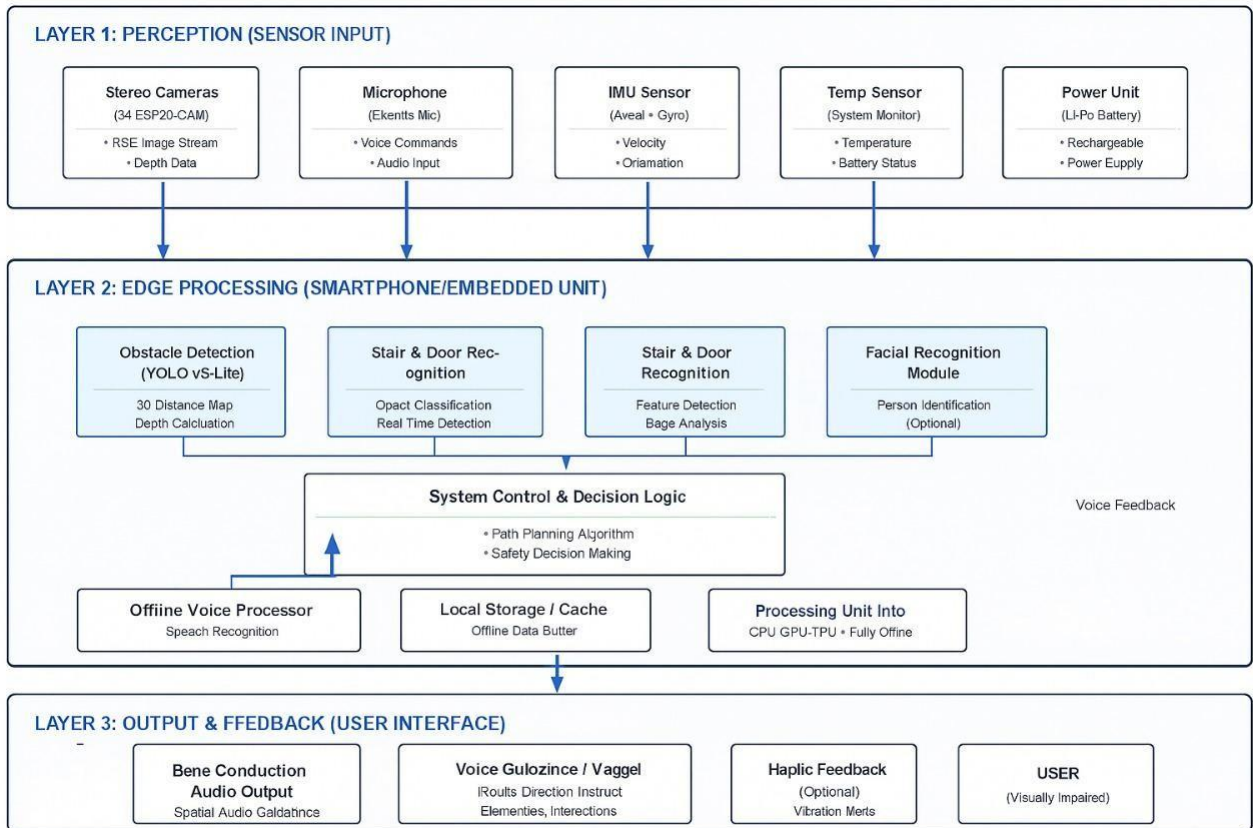 LAYER 1: PERCEPTION (SENSOR INPUT)
Stereo Cameras
(34 ESP20-CAM)
• RSE Image Stream
• Depth Data
Microphone
(Ekentts Mic)
• Voice Commands
• Audio Input
IMU Sensor
(Aveal • Gyro)
• Velocity
• Oriamation
Temp Sensor
(System Monitor)
• Temperature
• Battery Status
Power Unit
(LI-Po Battery)
• Rechargeable
• Power Eupply
LAYER 2: EDGE PROCESSING (SMARTPHONE/EMBEDDED UNIT)
Obstacle Detection
(YOLO vS-Lite)
30 Distance Map
Depth Calcluation
Stair & Door Rec-
ognition
Opact Classification
Real Time Detection
Stair & Door
Recognition
Feature Detection
Bage Analysis
Facial Recognition
Module
Person Identification
(Optional)
System Control & Decision Logic
• Path Planning Algorithm
• Safety Decision Making
Voice Feedback
Offline Voice Processor
Speach Recognition
Local Storage / Cache
Offline Data Butter
Processing Unit Into
CPU GPU-TPU • Fully Offine
LAYER 3: OUTPUT & FFEDBACK (USER INTERFACE)
Bene Conduction
Audio Output
Spatial Audio Galdatince
Voice Gulozince / Vaggel
IRoults Direction Instruct
Elementies, Interections
Haplic Feedback
(Optional)
Vibration Merts
USER
(Visually Impaired)